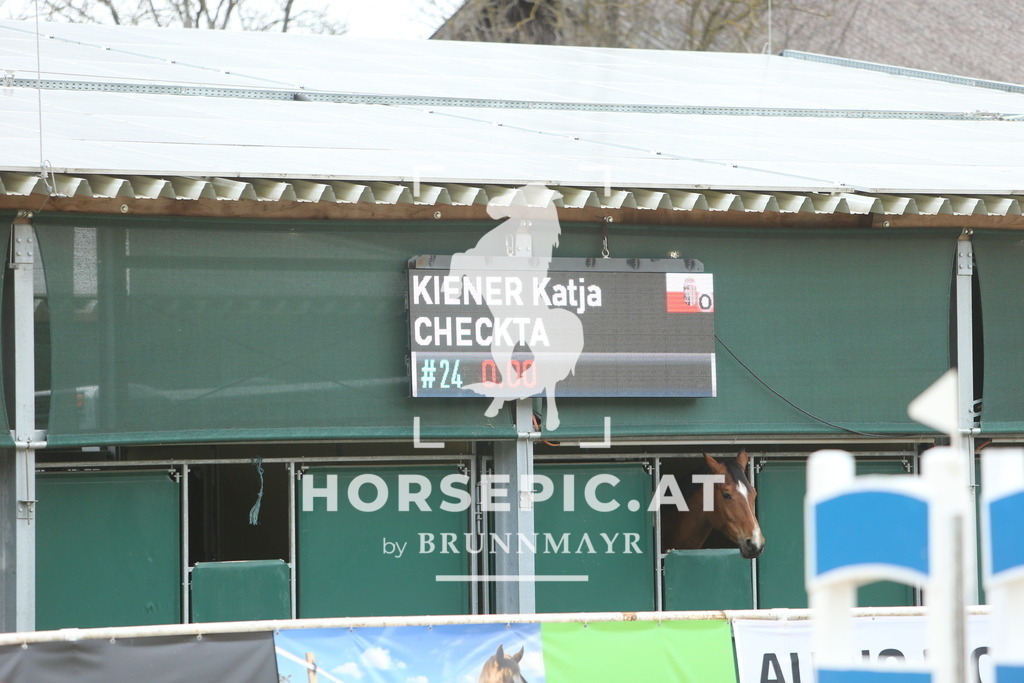 KIENER Katja
CHECKTA
#24 0.00
HORSEPIC.AT
by BRUNNMAYR